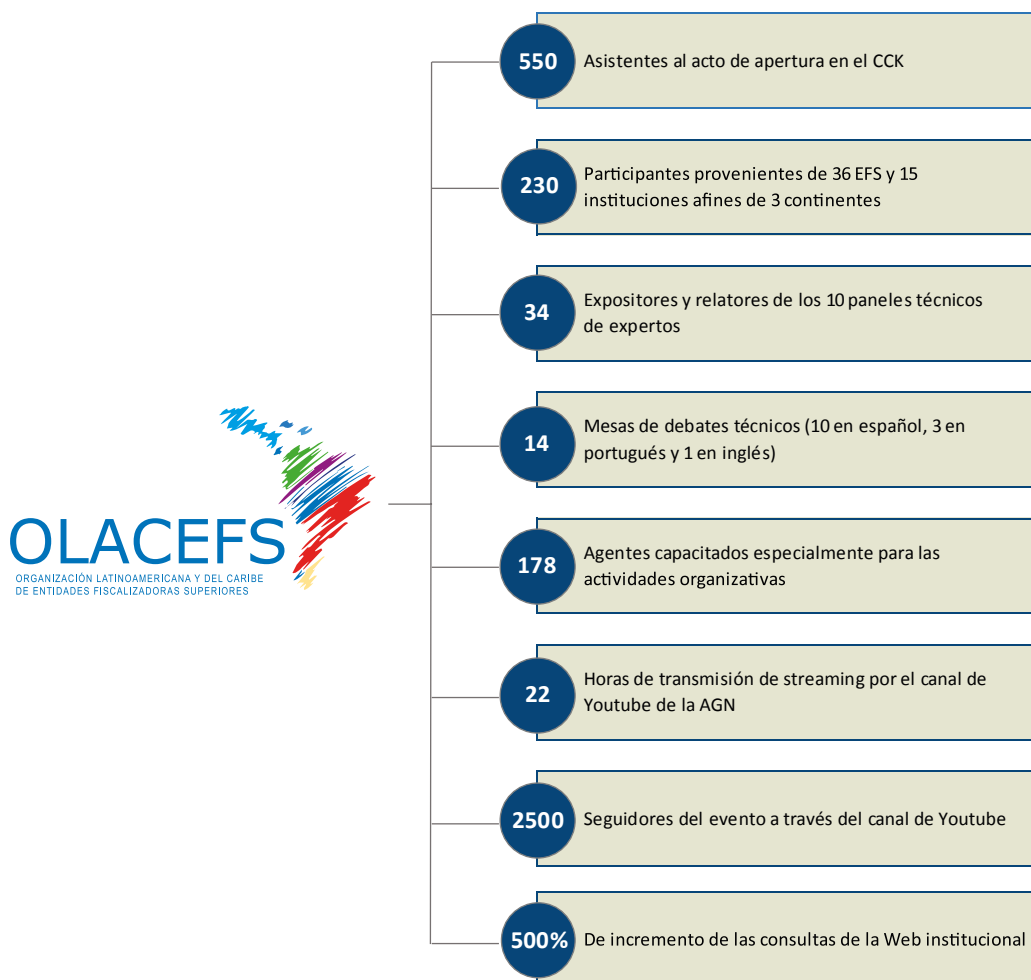 OLACEFS
ORGANIZACIÓN LATINOAMERICANA Y DEL CARIBE
DE ENTIDADES FISCALIZADORAS SUPERIORES
550
Asistentes al acto de apertura en el CCK
230
Participantes provenientes de 36 EFS y 15
instituciones afines de 3 continentes
34
Expositores y relatores de los 10 paneles técnicos
de expertos
14
Mesas de debates técnicos (10 en español, 3 en
portugués y 1 en inglés)
178
Agentes capacitados especialmente para las
actividades organizativas
22
Horas de transmisión de streaming por el canal de
Youtube de la AGN
2500
Seguidores del evento a través del canal de Youtube
500%
De incremento de las consultas de la Web institucional